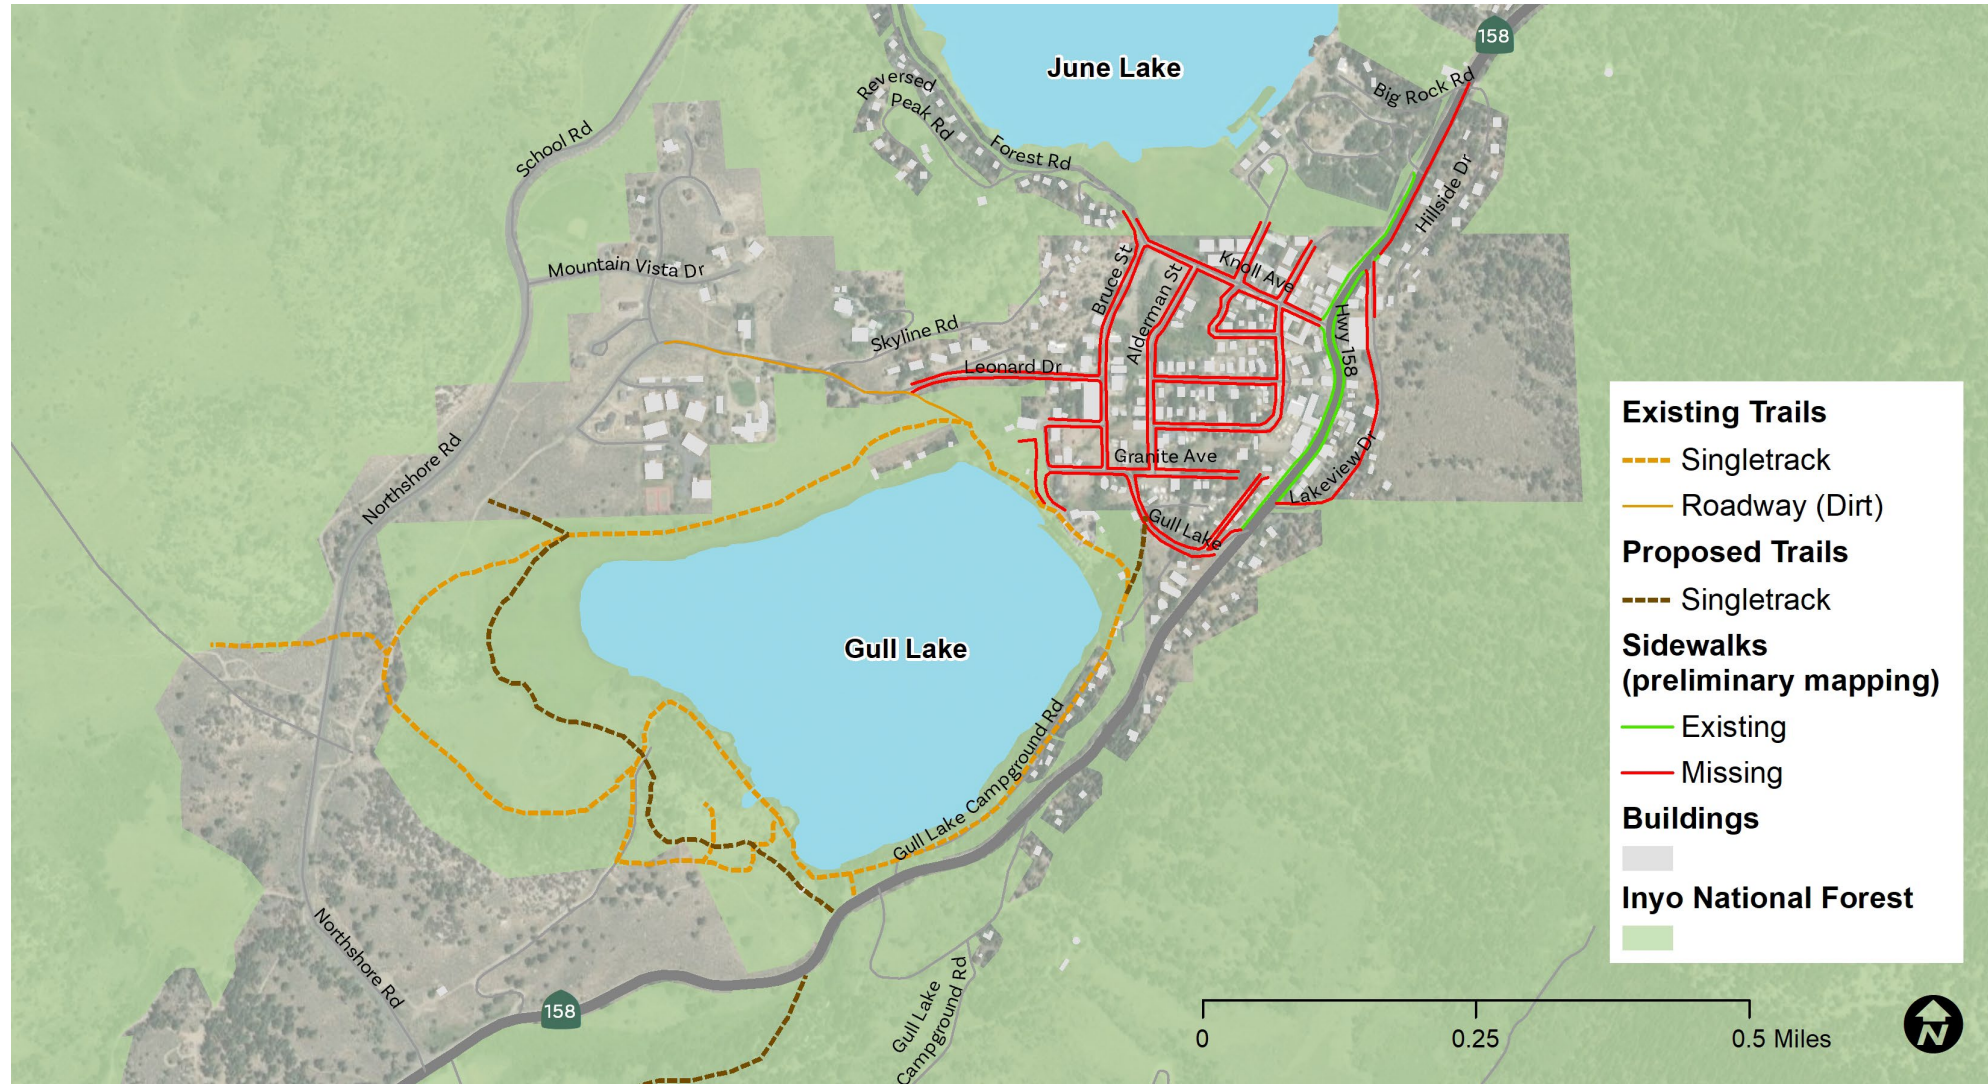 158
June Lake
Big Rock Rd
Reversed
Peak Rd
School Rd
Forest Rd
Hillside Dr
Mountain Vista Dr
Bruce St
Knoll Ave
Alderman St
Hwy 158
Skyline Rd
Leonard Dr
Northshore Rd
Granite Ave
Lakeview Dr
Gull Lake
Gull Lake
Gull Lake Campground Rd
Northshore Rd
158
Gull Lake
Campground Rd
Existing Trails
Singletrack
Roadway (Dirt)
Proposed Trails
Singletrack
Sidewalks
(preliminary mapping)
Existing
Missing
Buildings
Inyo National Forest
0 0.25 0.5 Miles
N